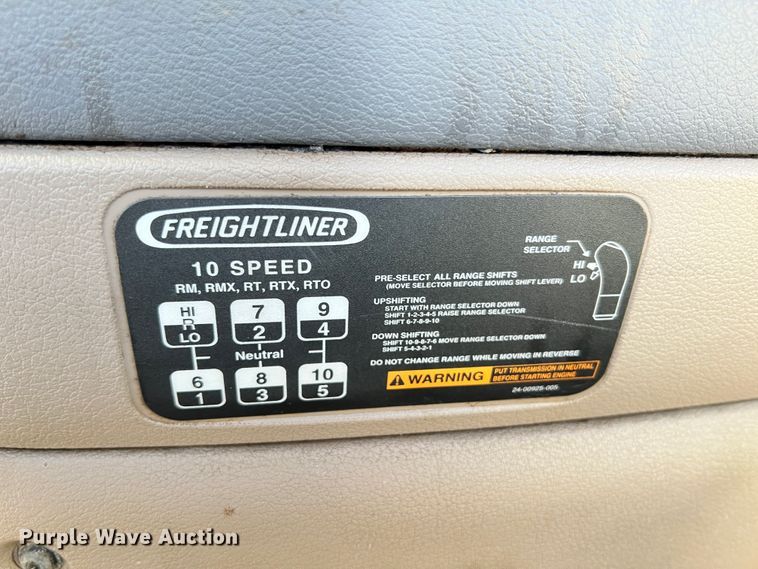 FREIGHTLINER
10 SPEED
RM, RMX, RT, RTX, RTO
HI
R
LO
7
2
9
4
Neutral
6
1
8
3
10
5
RANGE
SELECTOR
HI
LO
PRE-SELECT ALL RANGE SHIFTS
(MOVE SELECTOR BEFORE MOVING SHIFT LEVER)
UPSHIFTING
START WITH RANGE SELECTOR DOWN
SHIFT 1-2-3-4-5 RAISE RANGE SELECTOR
SHIFT 6-7-8-9-10
DOWN SHIFTING
SHIFT 10-9-8-7-6 MOVE RANGE SELECTOR DOWN
SHIFT 5-4-3-2-1
DO NOT CHANGE RANGE WHILE MOVING IN REVERSE
WARNING
PUT TRANSMISSION IN NEUTRAL
BEFORE STARTING ENGINE
24-00925-005
Purple Wave Auction